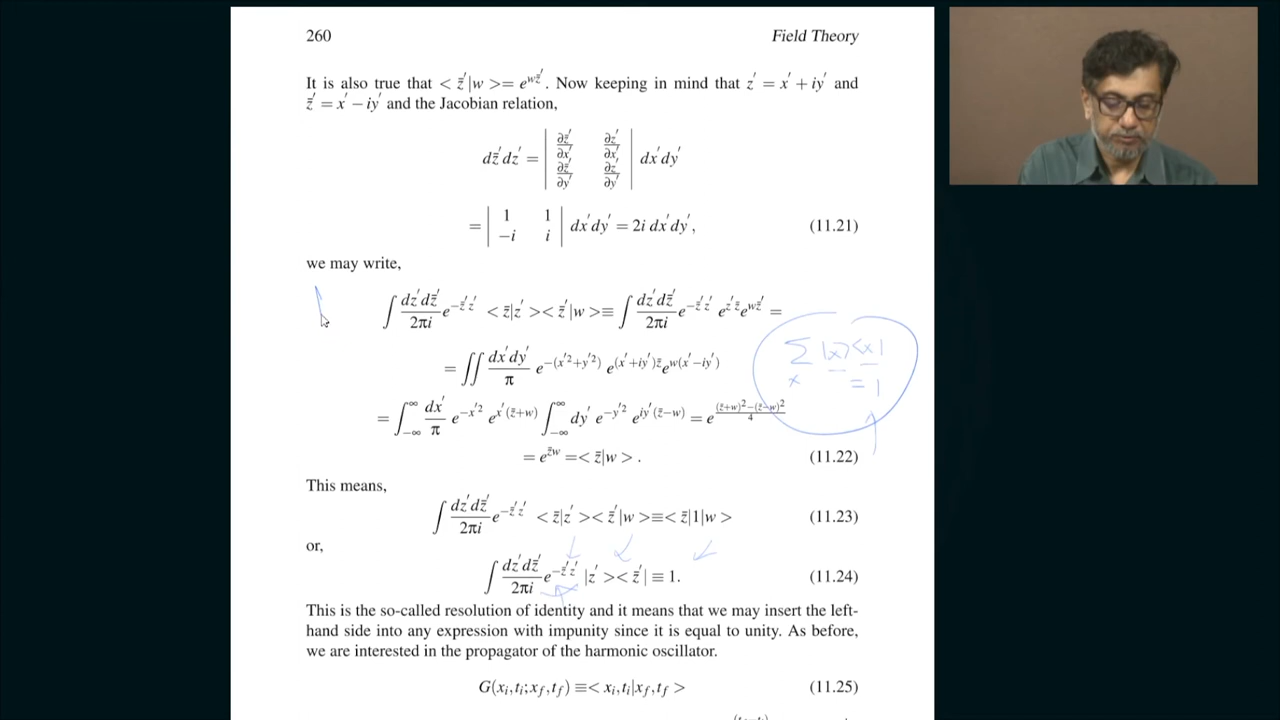 260 Field Theory
It is also true that < z̄′|w >= e^{wz̄′}. Now keeping in mind that z′ = x′ + iy′ and
z̄′ = x′ − iy′ and the Jacobian relation,
dz̄′dz′ = | ∂z̄′/∂x′ ∂z′/∂x′ ; ∂z̄′/∂y′ ∂z′/∂y′ | dx′dy′
= | 1 1 ; −i i | dx′dy′ = 2i dx′dy′, (11.21)
we may write,
∫ dz′dz̄′/2πi e^{−z̄′z′} < z̄|z′ >< z̄′|w >≡ ∫ dz′dz̄′/2πi e^{−z̄′z′} e^{z′z̄} e^{wz̄′} =
= ∬ dx′dy′/π e^{−(x′2+y′2)} e^{(x′+iy′)z̄} e^{w(x′−iy′)}
∑_x |x><x| = 1
= ∫_{−∞}^{∞} dx′/π e^{−x′2} e^{x′(z̄+w)} ∫_{−∞}^{∞} dy′ e^{−y′2} e^{iy′(z̄−w)} = e^{((z̄+w)2−(z̄−w)2)/4}
= e^{z̄w} =< z̄|w > . (11.22)
This means,
∫ dz′dz̄′/2πi e^{−z̄′z′} < z̄|z′ >< z̄′|w >≡< z̄|1|w > (11.23)
or,
∫ dz′dz̄′/2πi e^{−z̄′z′} |z′ >< z̄′| ≡ 1. (11.24)
This is the so-called resolution of identity and it means that we may insert the left-
hand side into any expression with impunity since it is equal to unity. As before,
we are interested in the propagator of the harmonic oscillator.
G(x_i,t_i;x_f,t_f) ≡< x_i,t_i|x_f,t_f > (11.25)